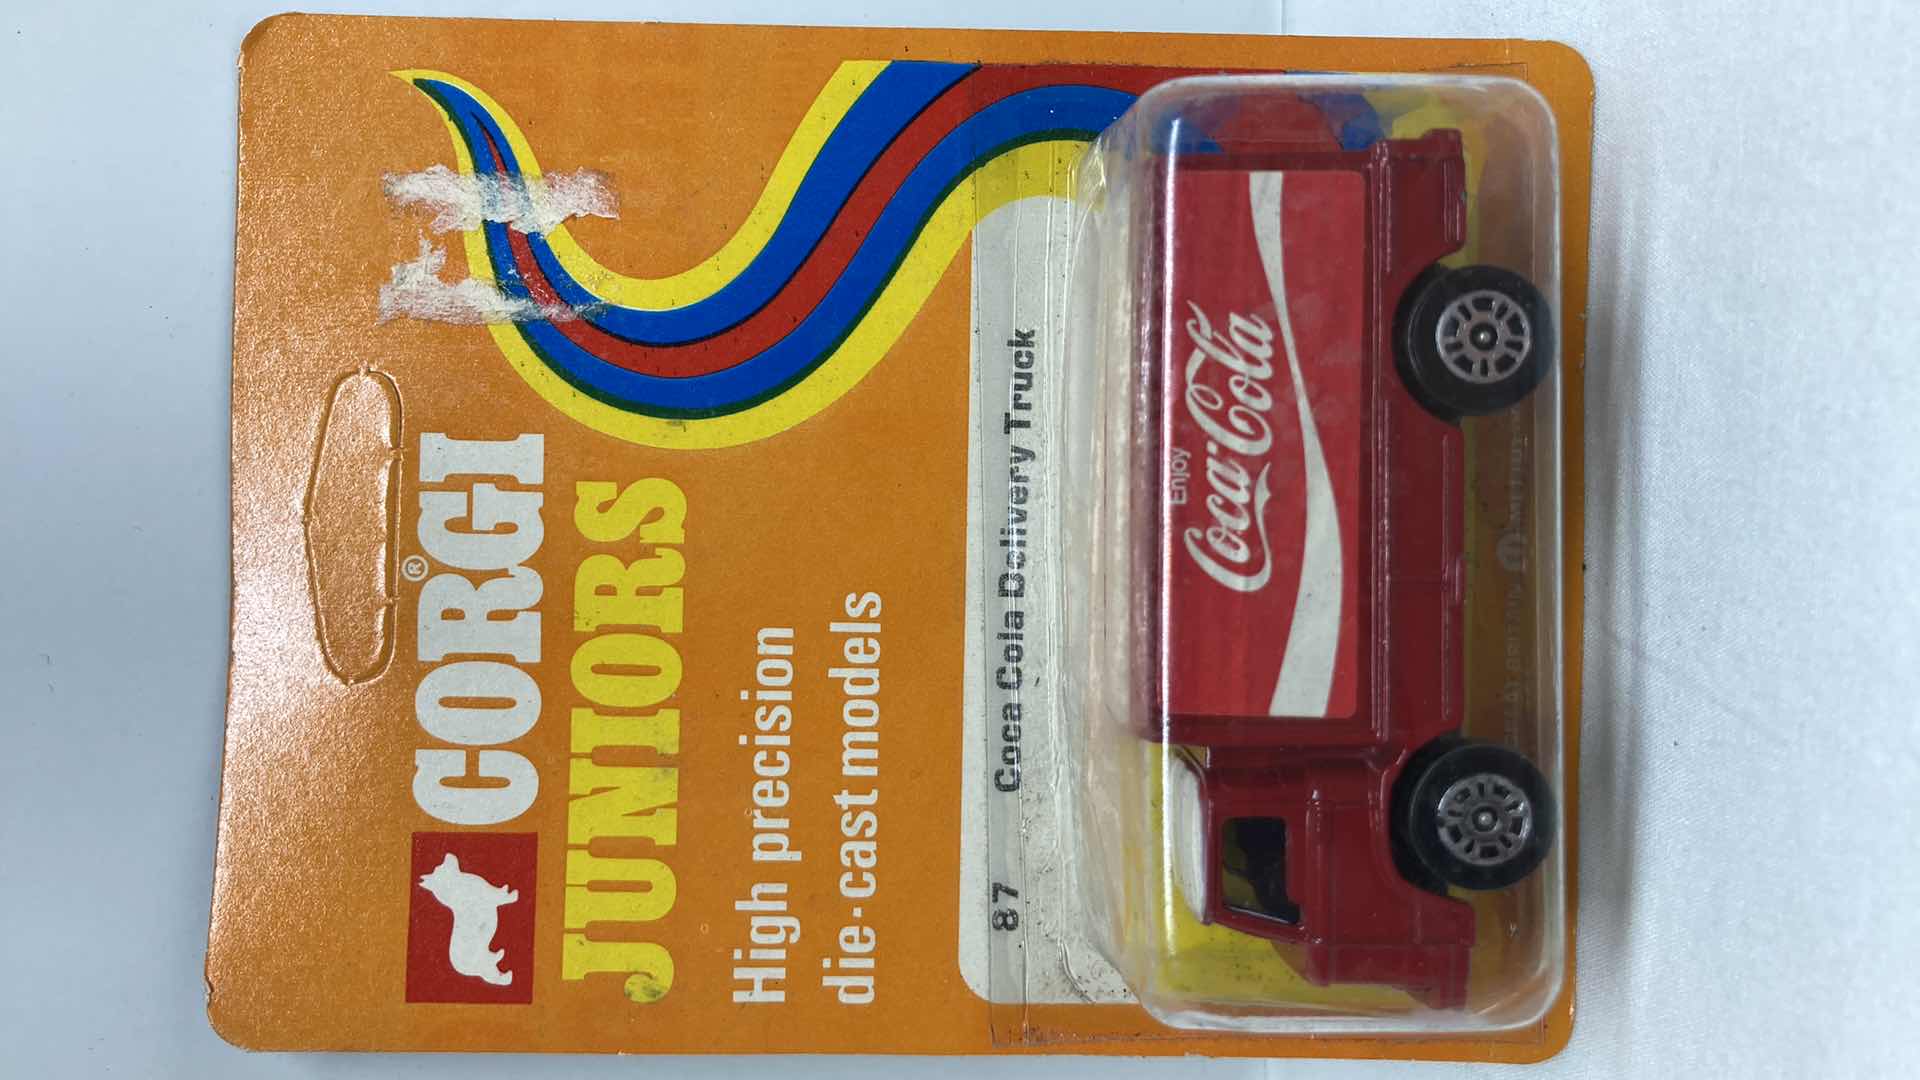 CORGI®
JUNIORS
High precision
die-cast models
87 Coca Cola Delivery Truck
Enjoy
Coca-Cola